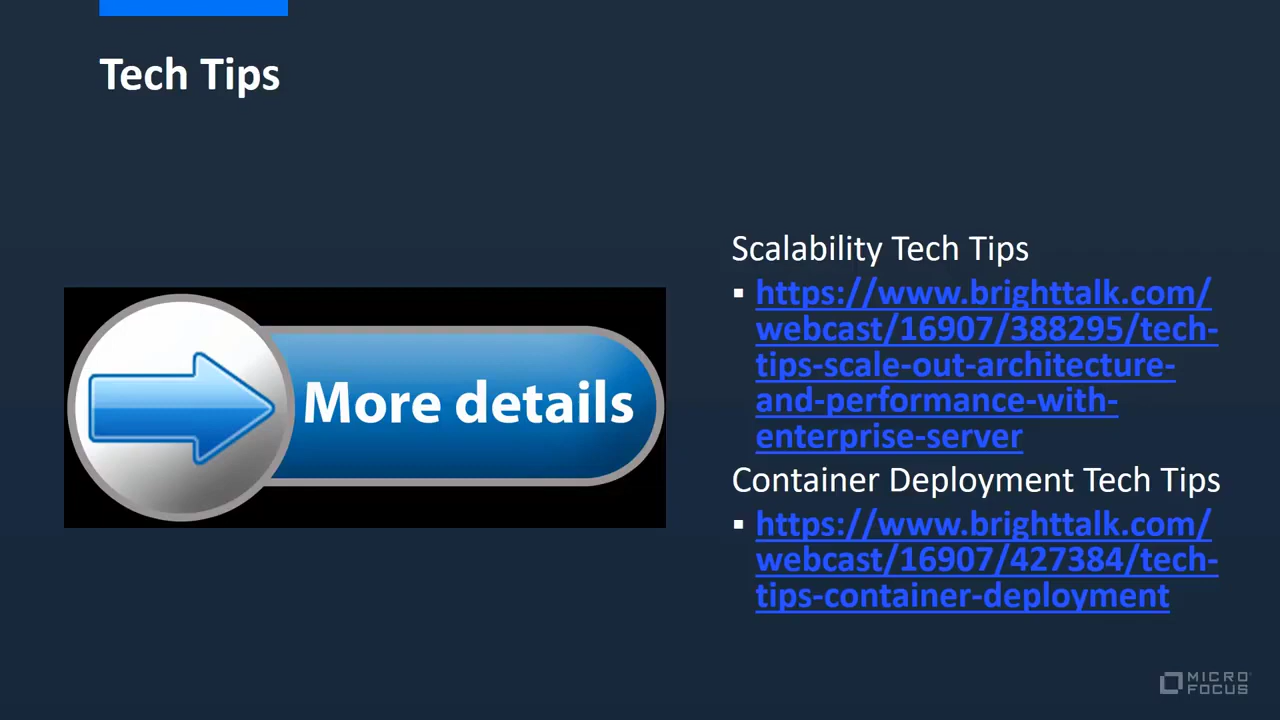 Tech Tips
More details
Scalability Tech Tips
▪ https://www.brighttalk.com/
webcast/16907/388295/tech-
tips-scale-out-architecture-
and-performance-with-
enterprise-server
Container Deployment Tech Tips
▪ https://www.brighttalk.com/
webcast/16907/427384/tech-
tips-container-deployment
MICRO
FOCUS